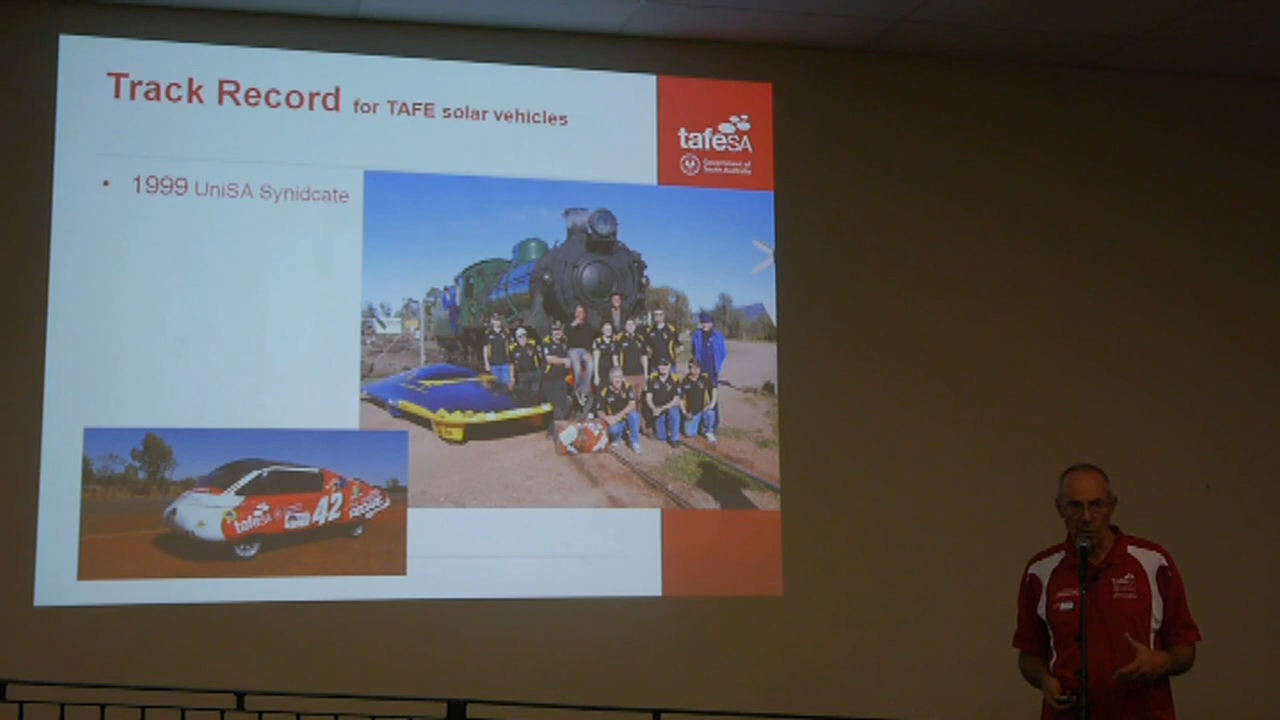 Track Record for TAFE solar vehicles
tafeSA
Government of
South Australia
• 1999 UniSA Synidcate
tafeSA
42